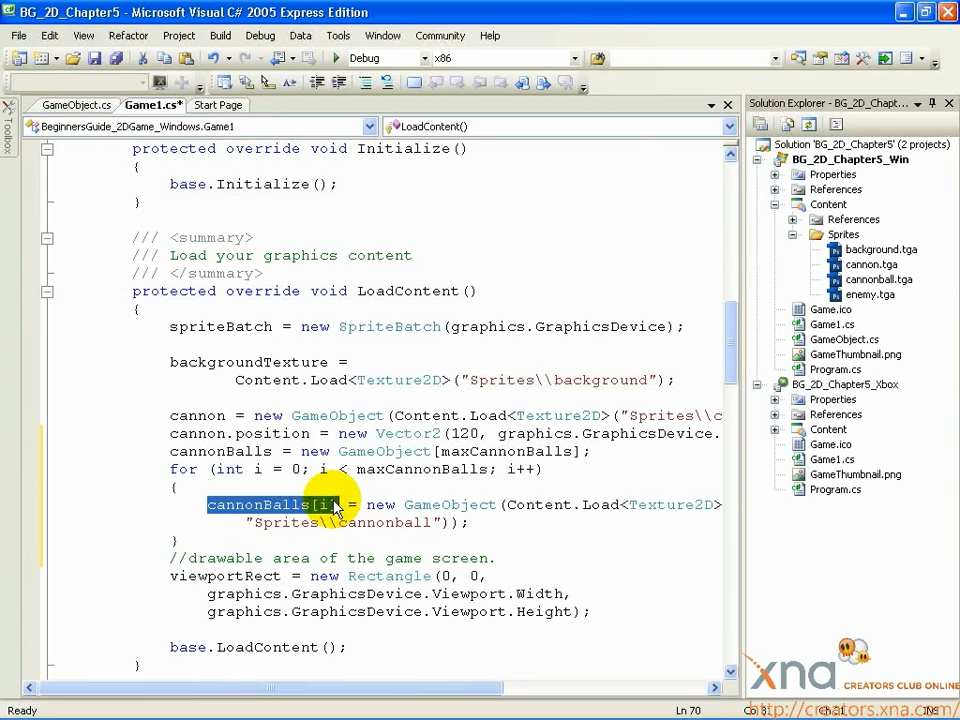 BG_2D_Chapter5 - Microsoft Visual C# 2005 Express Edition
File Edit View Refactor Project Build Debug Data Tools Window Community Help
Debug x86
GameObject.cs Game1.cs* Start Page
BeginnersGuide_2DGame_Windows.Game1 LoadContent()
Toolbox
protected override void Initialize()
{
base.Initialize();
}
/// <summary>
/// Load your graphics content
/// </summary>
protected override void LoadContent()
{
spriteBatch = new SpriteBatch(graphics.GraphicsDevice);
backgroundTexture =
Content.Load<Texture2D>("Sprites\\background");
cannon = new GameObject(Content.Load<Texture2D>("Sprites\\c
cannon.position = new Vector2(120, graphics.GraphicsDevice.
cannonBalls = new GameObject[maxCannonBalls];
for (int i = 0; i < maxCannonBalls; i++)
{
cannonBalls[i] = new GameObject(Content.Load<Texture2D>
"Sprites\\cannonball"));
}
//drawable area of the game screen.
viewportRect = new Rectangle(0, 0,
graphics.GraphicsDevice.Viewport.Width,
graphics.GraphicsDevice.Viewport.Height);
base.LoadContent();
}
Solution Explorer - BG_2D_Chapt...
Solution 'BG_2D_Chapter5' (2 projects)
BG_2D_Chapter5_Win
Properties
References
Content
References
Sprites
background.tga
cannon.tga
cannonball.tga
enemy.tga
Game.ico
Game1.cs
GameObject.cs
GameThumbnail.png
Program.cs
BG_2D_Chapter5_Xbox
Properties
References
Content
Game.ico
Game1.cs
GameThumbnail.png
Program.cs
xna CREATORS CLUB ONLINE
http://creators.xna.com/
Ready Ln 70